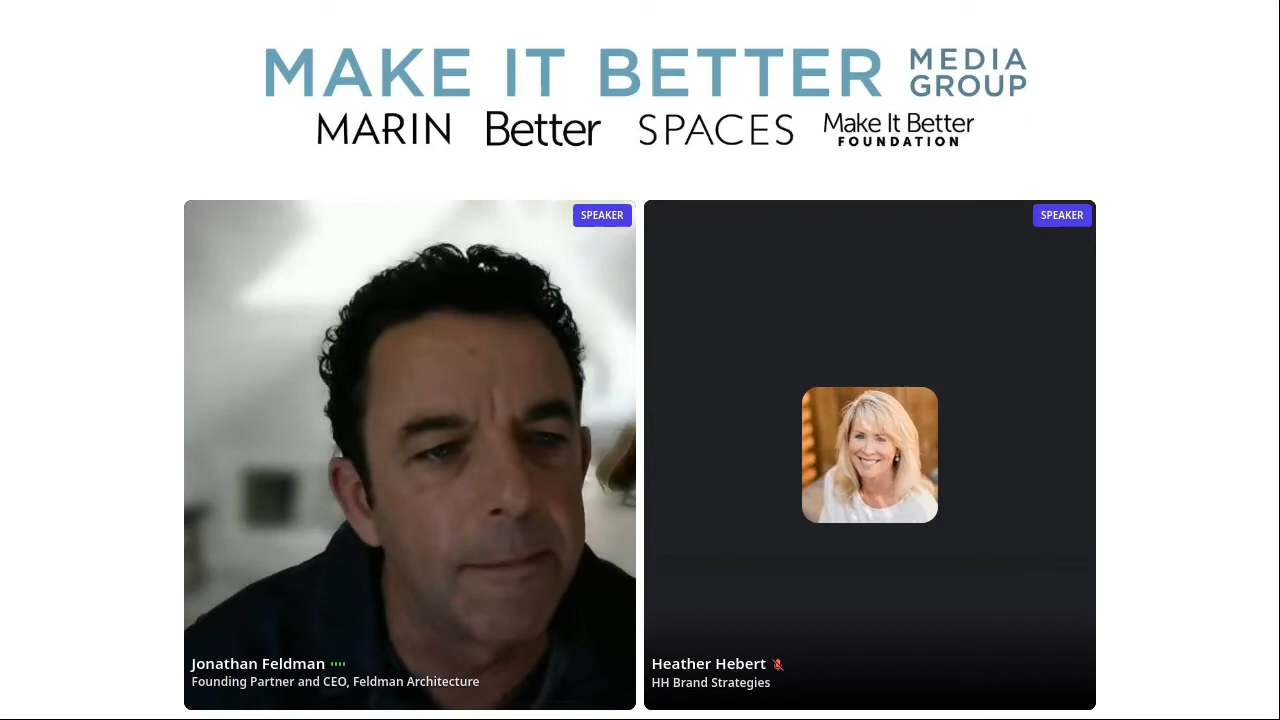 MAKE IT BETTER MEDIA GROUP
MARIN Better SPACES Make It Better FOUNDATION
SPEAKER
SPEAKER
Jonathan Feldman
Founding Partner and CEO, Feldman Architecture
Heather Hebert
HH Brand Strategies